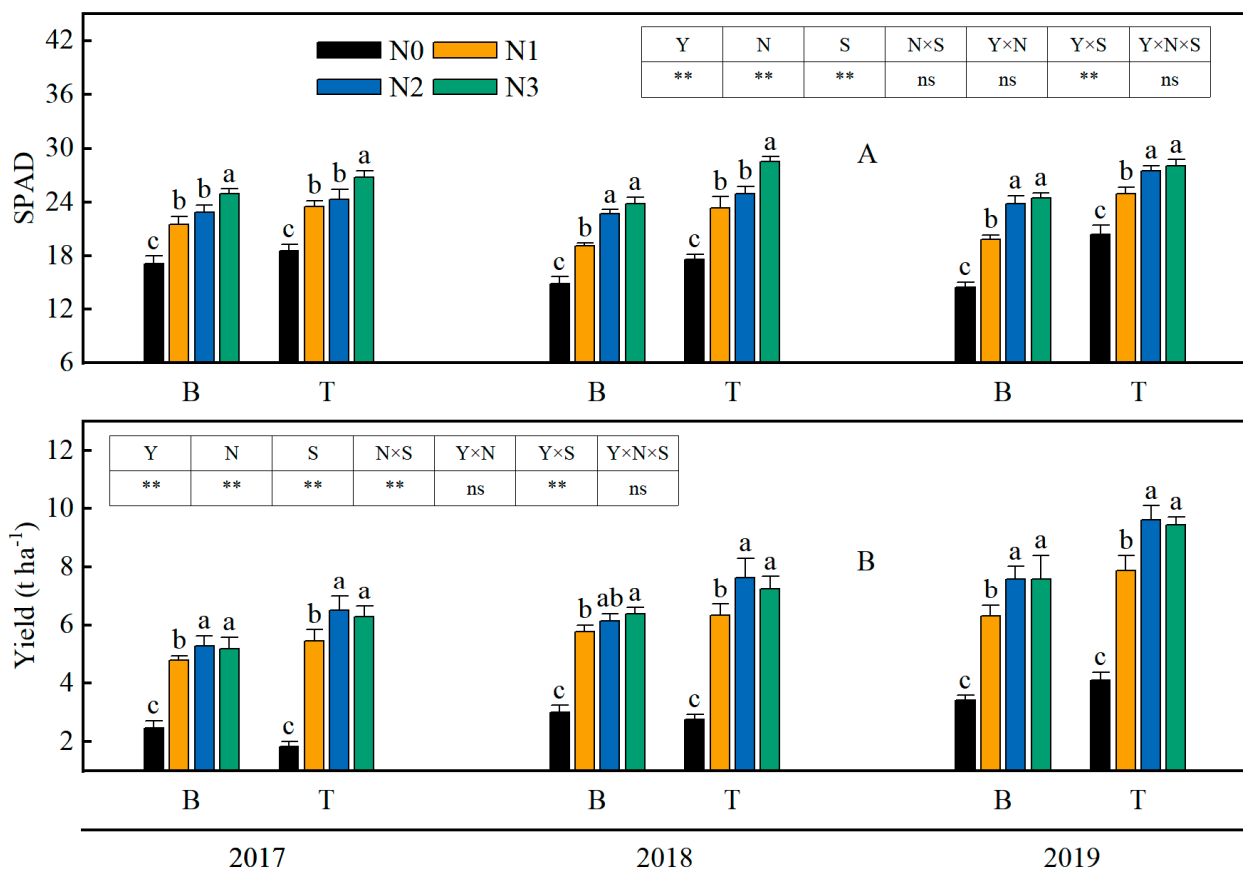 42
36
30
24
18
12
6
SPAD
N0 N1
N2 N3
Y N S N×S Y×N Y×S Y×N×S
** ** ** ns ns ** ns
A
c b b a c b b a c b a a c b b a c b a a c b a a
B T B T B T
12
10
8
6
4
2
Yield (t ha⁻¹)
Y N S N×S Y×N Y×S Y×N×S
** ** ** ** ns ** ns
B
c b a a c b a a c b ab a c b a a c b a a c b a a
B T B T B T
2017 2018 2019